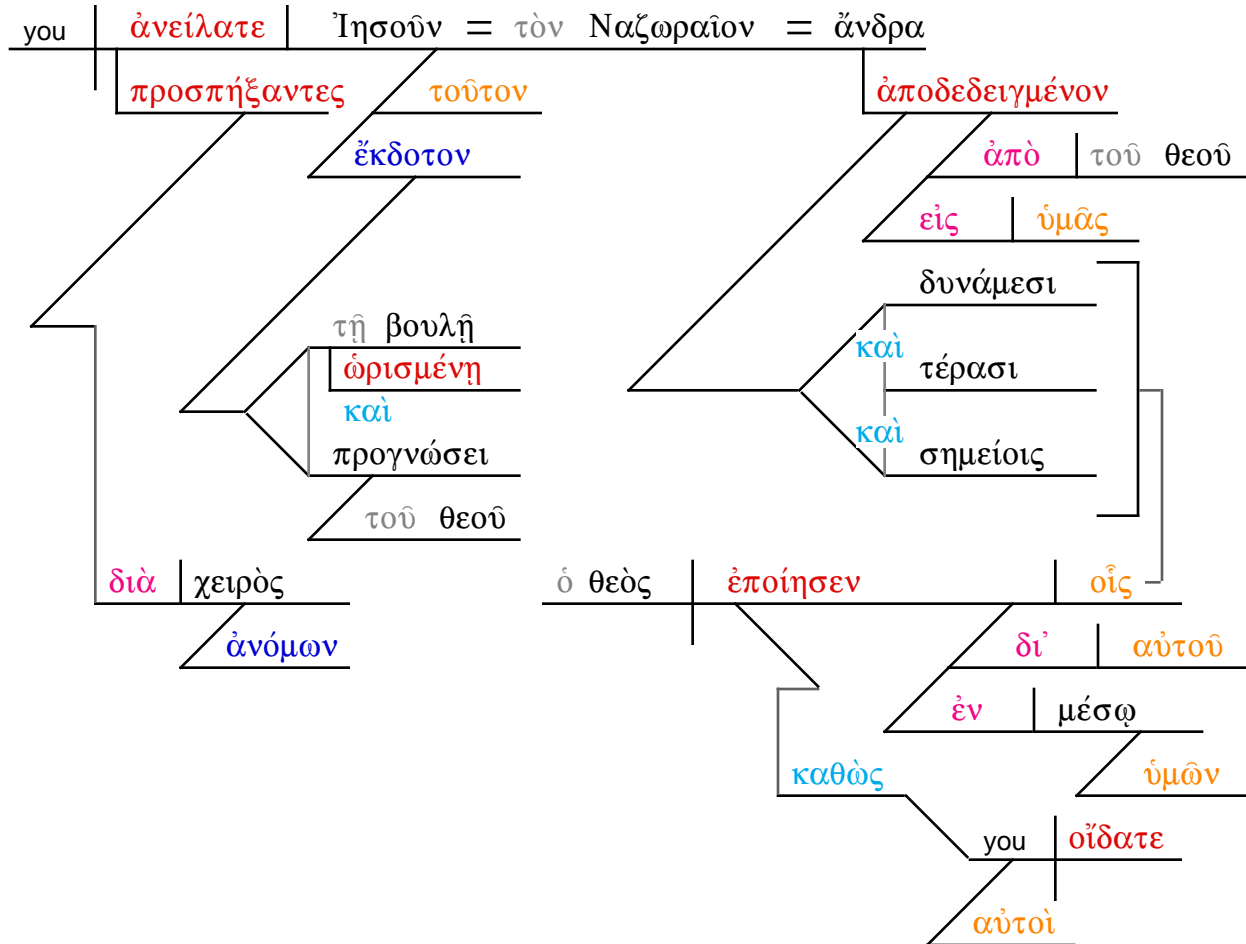 you ἀνείλατε Ἰησοῦν = τὸν Ναζωραῖον = ἄνδρα
προσπήξαντες τοῦτον ἀποδεδειγμένον
ἔκδοτον ἀπὸ τοῦ θεοῦ
εἰς ὑμᾶς
δυνάμεσι
τῇ βουλῇ καὶ
ὡρισμένῃ τέρασι
καὶ καὶ
προγνώσει σημείοις
τοῦ θεοῦ
διὰ χειρὸς ὁ θεὸς ἐποίησεν οἷς
ἀνόμων δι᾿ αὐτοῦ
ἐν μέσῳ
καθὼς ὑμῶν
you οἴδατε
αὐτοὶ